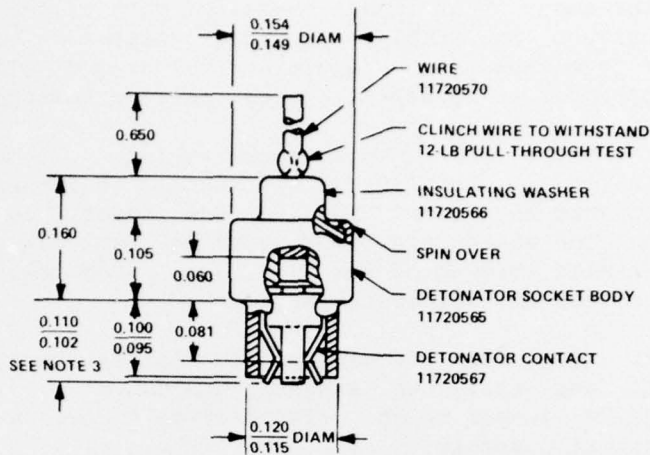 0.154
0.149 DIAM
WIRE
11720570
0.650
CLINCH WIRE TO WITHSTAND
12-LB PULL-THROUGH TEST
INSULATING WASHER
11720566
0.160
0.105
SPIN OVER
0.060
DETONATOR SOCKET BODY
11720565
0.110
0.102
0.100
0.095
0.081
SEE NOTE 3
DETONATOR CONTACT
11720567
0.120
0.115 DIAM